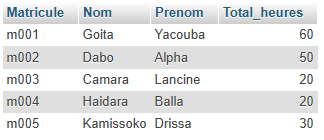 Matricule Nom Prenom Total_heures
m001 Goita Yacouba 60
m002 Dabo Alpha 50
m003 Camara Lancine 20
m004 Haidara Balla 20
m005 Kamissoko Drissa 30